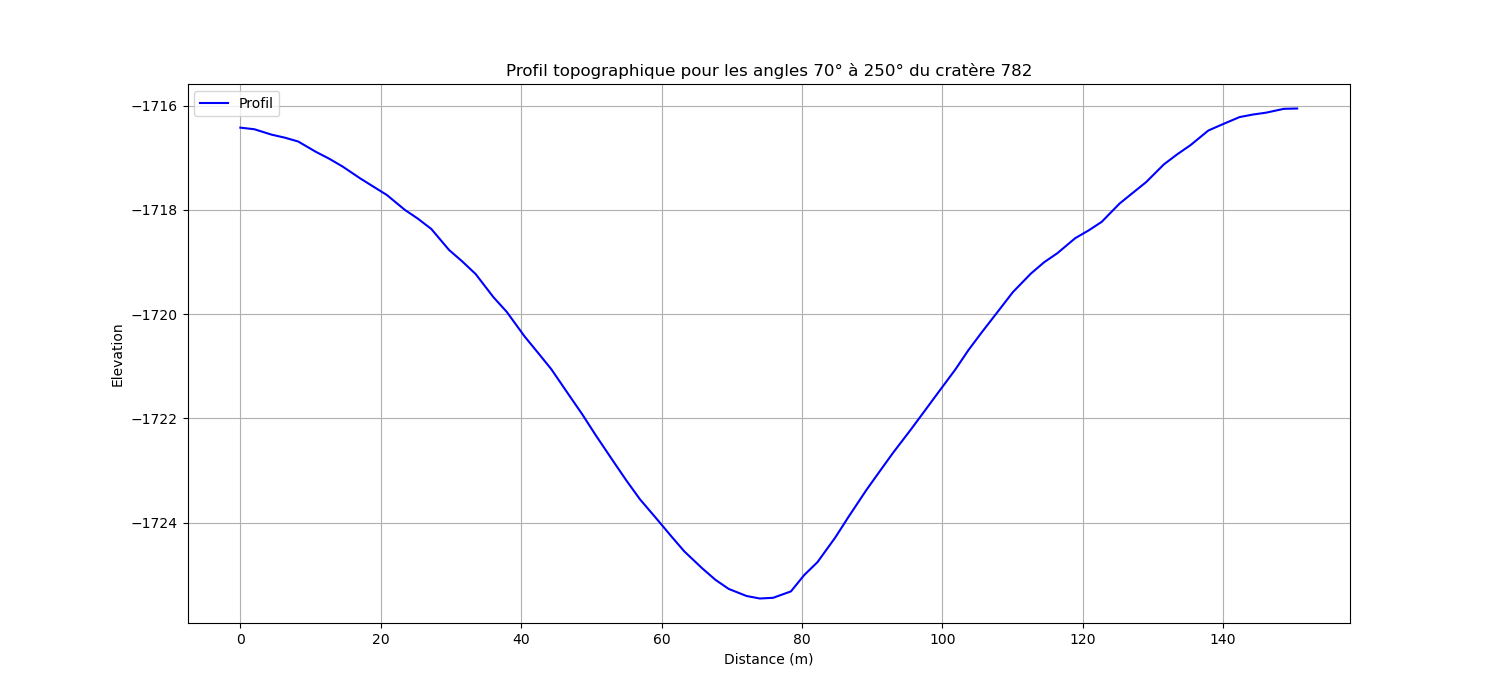 Profil topographique pour les angles 70° à 250° du cratère 782
Profil
−1716
−1718
−1720
−1722
−1724
Elevation
0 20 40 60 80 100 120 140
Distance (m)